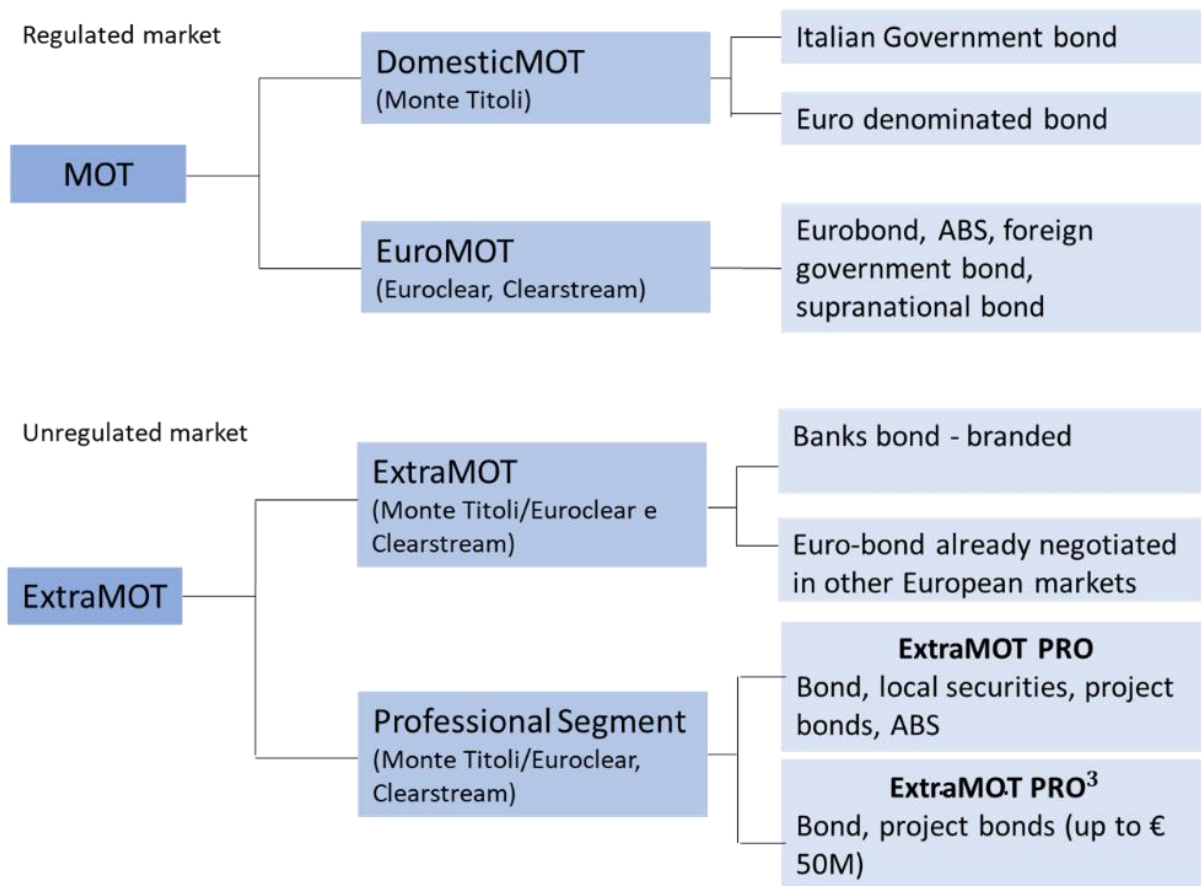 Regulated market
MOT
DomesticMOT
(Monte Titoli)
Italian Government bond
Euro denominated bond
EuroMOT
(Euroclear, Clearstream)
Eurobond, ABS, foreign
government bond,
supranational bond
Unregulated market
ExtraMOT
ExtraMOT
(Monte Titoli/Euroclear e
Clearstream)
Banks bond - branded
Euro-bond already negotiated
in other European markets
Professional Segment
(Monte Titoli/Euroclear,
Clearstream)
ExtraMOT PRO
Bond, local securities, project
bonds, ABS
ExtraMOT PRO³
Bond, project bonds (up to €
50M)